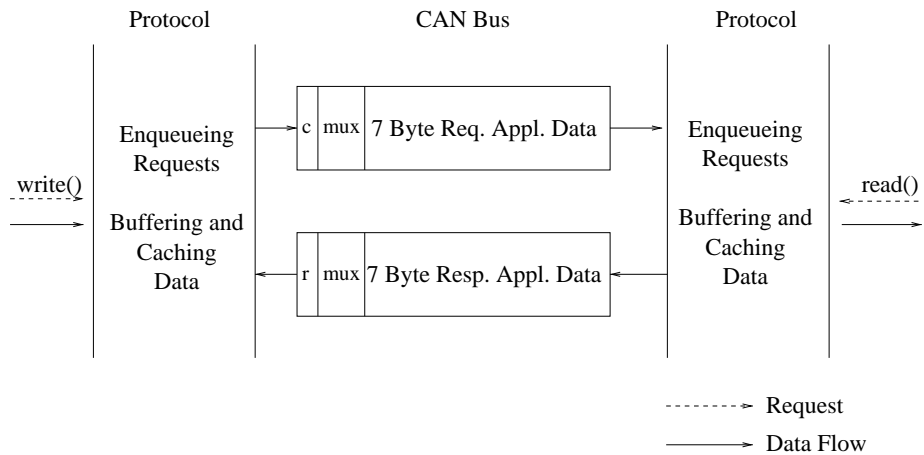 Protocol
CAN Bus
Protocol
c
mux
7 Byte Req. Appl. Data
Enqueueing
Requests
Enqueueing
Requests
write()
read()
Buffering and
Caching
Data
Buffering and
Caching
Data
r
mux
7 Byte Resp. Appl. Data
Request
Data Flow